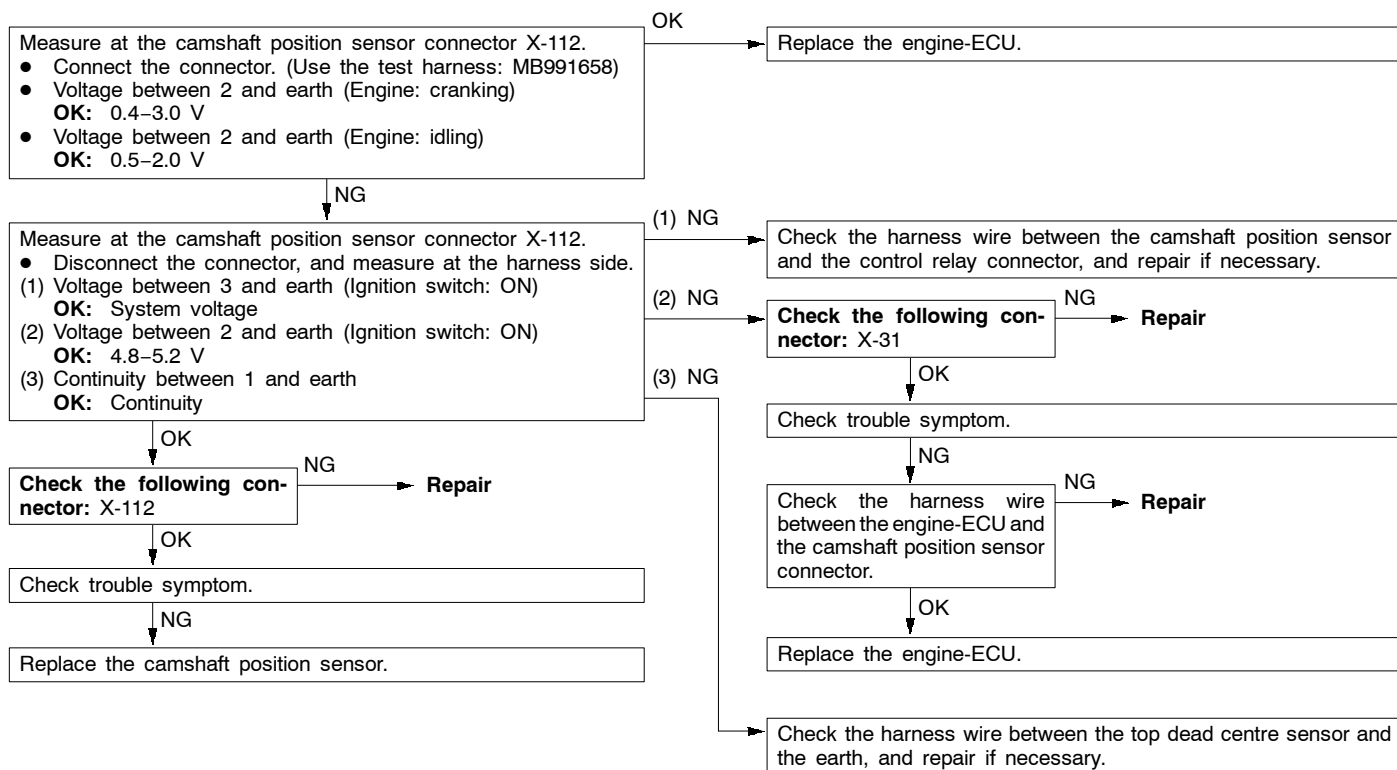 Measure at the camshaft position sensor connector X-112.
● Connect the connector. (Use the test harness: MB991658)
● Voltage between 2 and earth (Engine: cranking)
OK: 0.4–3.0 V
● Voltage between 2 and earth (Engine: idling)
OK: 0.5–2.0 V
OK
Replace the engine-ECU.
NG
Measure at the camshaft position sensor connector X-112.
● Disconnect the connector, and measure at the harness side.
(1) Voltage between 3 and earth (Ignition switch: ON)
OK: System voltage
(2) Voltage between 2 and earth (Ignition switch: ON)
OK: 4.8–5.2 V
(3) Continuity between 1 and earth
OK: Continuity
(1) NG
Check the harness wire between the camshaft position sensor
and the control relay connector, and repair if necessary.
(2) NG
Check the following con-
nector: X-31
NG
Repair
OK
Check trouble symptom.
NG
Check the harness wire
between the engine-ECU and
the camshaft position sensor
connector.
NG
Repair
OK
Replace the engine-ECU.
(3) NG
Check the harness wire between the top dead centre sensor and
the earth, and repair if necessary.
OK
Check the following con-
nector: X-112
NG
Repair
OK
Check trouble symptom.
NG
Replace the camshaft position sensor.